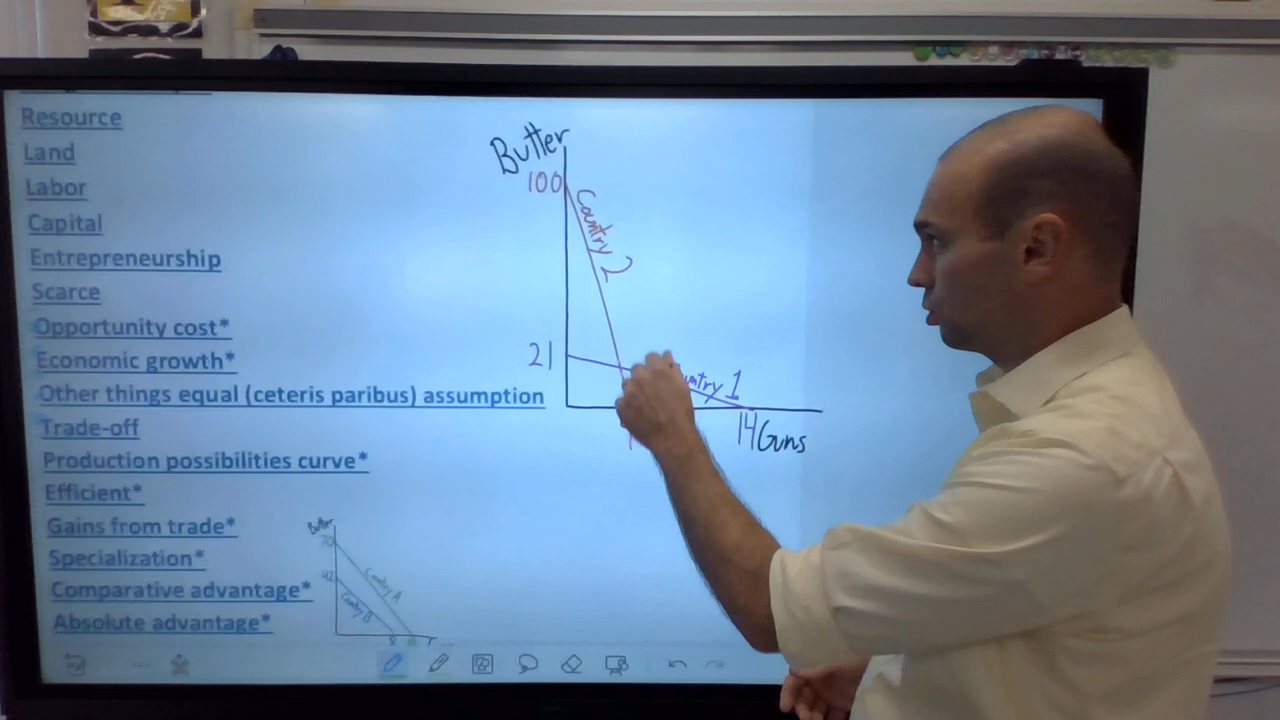 Resource
Land
Labor
Capital
Entrepreneurship
Scarce
Opportunity cost*
Economic growth*
Other things equal (ceteris paribus) assumption
Trade-off
Production possibilities curve*
Efficient*
Gains from trade*
Specialization*
Comparative advantage*
Absolute advantage*
Butter
100
Country 2
21
1
14 Guns
Butter
70
42
Country A
Country B